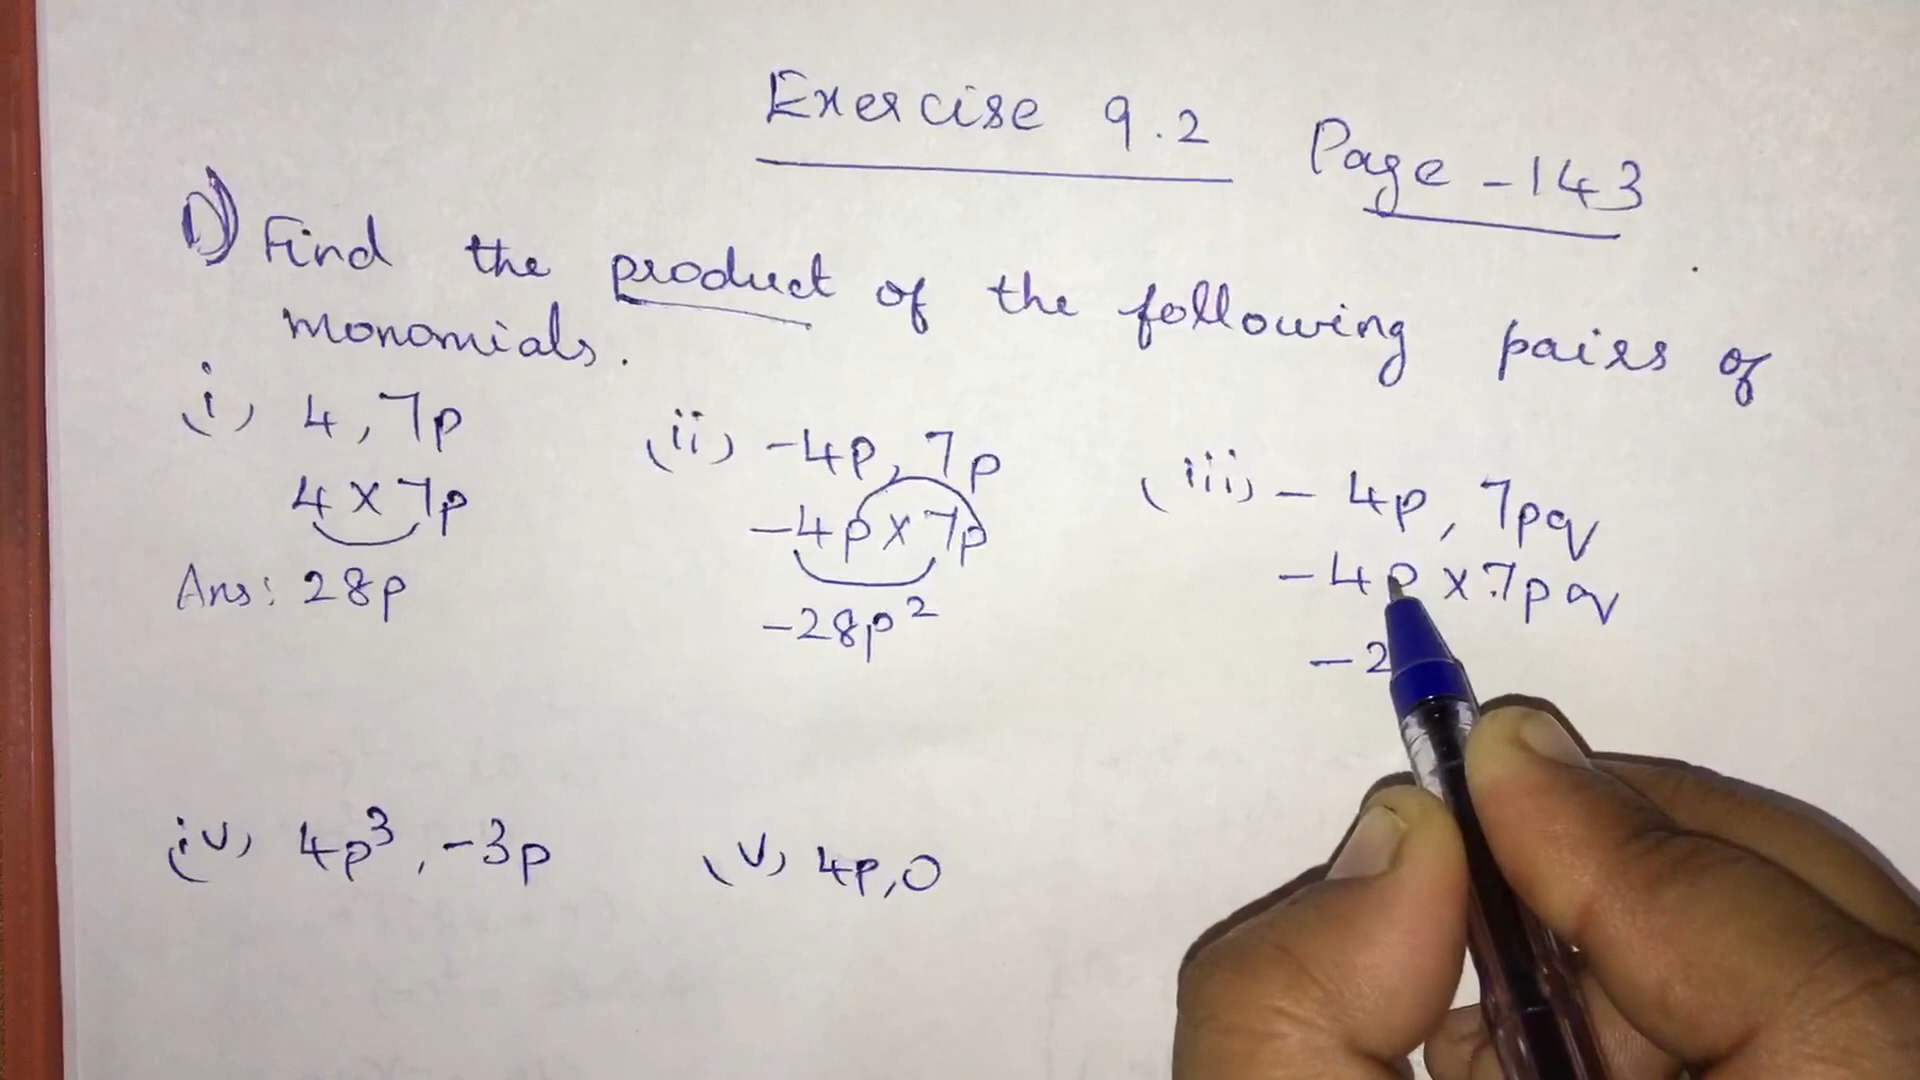 Exercise 9.2 Page - 143
1) Find the product of the following pairs of
monomials.
(i) 4, 7p
4 x 7p
Ans: 28p
(ii) -4p, 7p
-4p x 7p
-28p²
(iii) - 4p, 7pq
-4p x 7pq
-2
(iv) 4p³, -3p
(v) 4p, 0